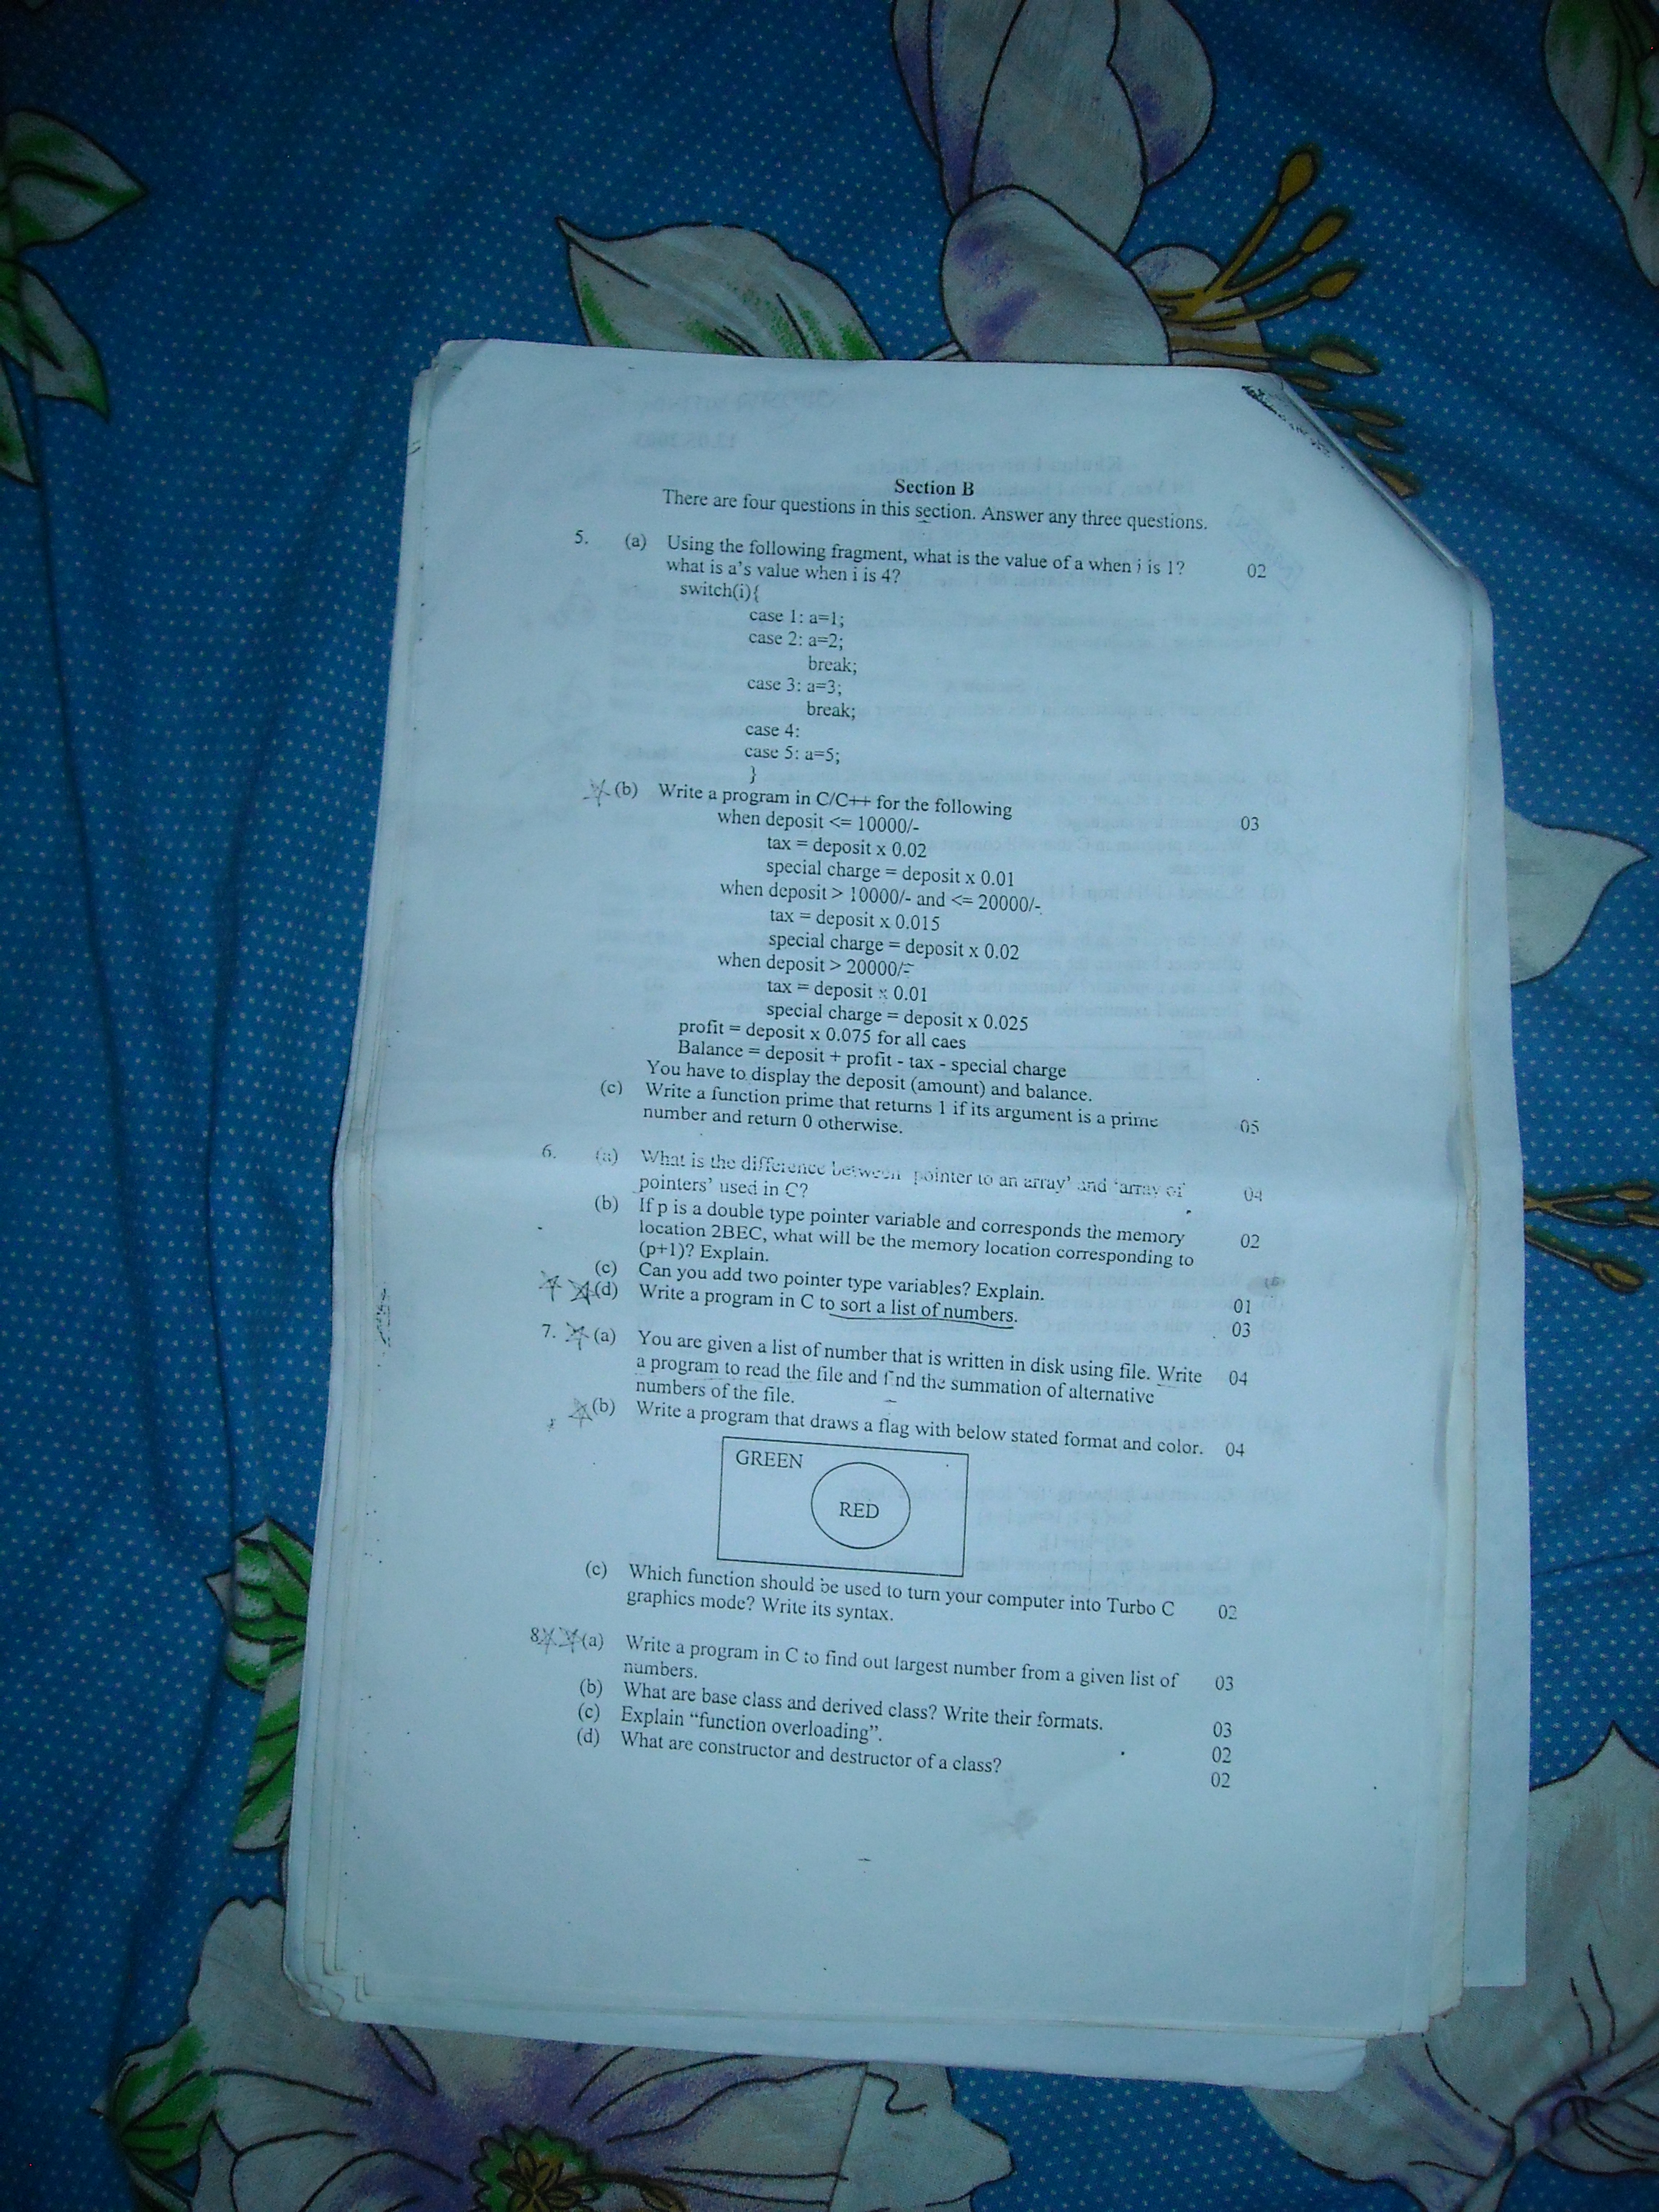 Section B
There are four questions in this section. Answer any three questions.
5. (a) Using the following fragment, what is the value of a when i is 1? 02
what is a's value when i is 4?
switch(i){
case 1: a=1;
case 2: a=2;
break;
case 3: a=3;
break;
case 4:
case 5: a=5;
}
(b) Write a program in C/C++ for the following 03
when deposit <= 10000/-
tax = deposit x 0.02
special charge = deposit x 0.01
when deposit > 10000/- and <= 20000/-
tax = deposit x 0.015
special charge = deposit x 0.02
when deposit > 20000/-
tax = deposit x 0.01
special charge = deposit x 0.025
profit = deposit x 0.075 for all caes
Balance = deposit + profit - tax - special charge
You have to display the deposit (amount) and balance.
(c) Write a function prime that returns 1 if its argument is a prime 05
number and return 0 otherwise.
6. (a) What is the difference between 'pointer to an array' and 'array of 04
pointers' used in C?
(b) If p is a double type pointer variable and corresponds the memory 02
location 2BEC, what will be the memory location corresponding to
(p+1)? Explain.
(c) Can you add two pointer type variables? Explain. 01
(d) Write a program in C to sort a list of numbers. 03
7. (a) You are given a list of number that is written in disk using file. Write 04
a program to read the file and find the summation of alternative
numbers of the file.
(b) Write a program that draws a flag with below stated format and color. 04
GREEN
RED
(c) Which function should be used to turn your computer into Turbo C 02
graphics mode? Write its syntax.
8. (a) Write a program in C to find out largest number from a given list of 03
numbers.
(b) What are base class and derived class? Write their formats. 03
(c) Explain "function overloading". 02
(d) What are constructor and destructor of a class? 02